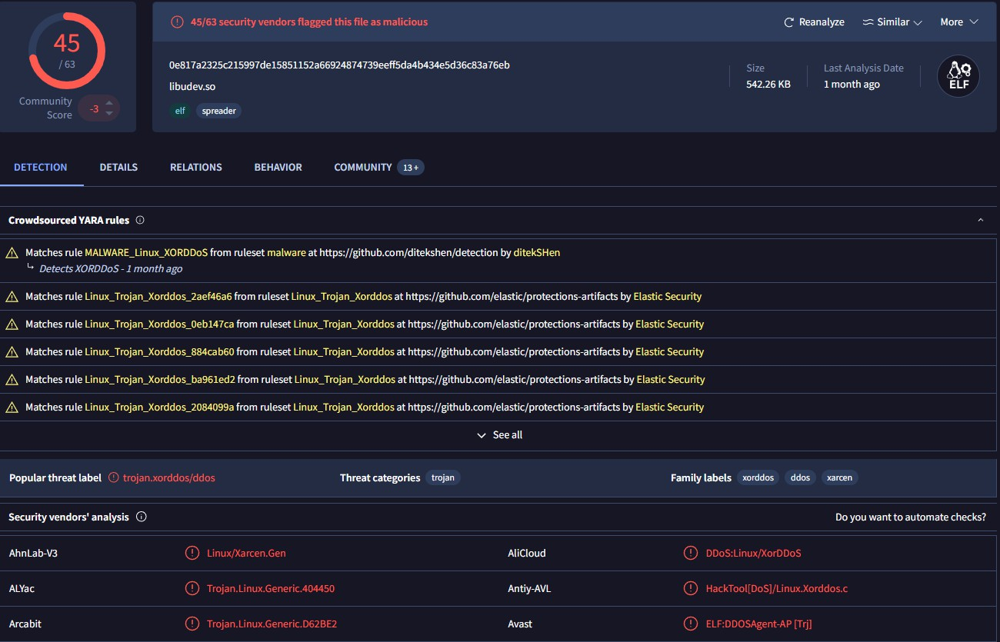 45
/ 63
Community Score -3
45/63 security vendors flagged this file as malicious
Reanalyze Similar More
0e817a2325c215997de15851152a66924874739eeff5da4b434e5d36c83a76eb
libudev.so
elf spreader
Size
542.26 KB
Last Analysis Date
1 month ago
ELF
DETECTION DETAILS RELATIONS BEHAVIOR COMMUNITY 13+
Crowdsourced YARA rules
Matches rule MALWARE_Linux_XORDDoS from ruleset malware at https://github.com/ditekshen/detection by ditekSHen
Detects XORDDoS - 1 month ago
Matches rule Linux_Trojan_Xorddos_2aef46a6 from ruleset Linux_Trojan_Xorddos at https://github.com/elastic/protections-artifacts by Elastic Security
Matches rule Linux_Trojan_Xorddos_0eb147ca from ruleset Linux_Trojan_Xorddos at https://github.com/elastic/protections-artifacts by Elastic Security
Matches rule Linux_Trojan_Xorddos_884cab60 from ruleset Linux_Trojan_Xorddos at https://github.com/elastic/protections-artifacts by Elastic Security
Matches rule Linux_Trojan_Xorddos_ba961ed2 from ruleset Linux_Trojan_Xorddos at https://github.com/elastic/protections-artifacts by Elastic Security
Matches rule Linux_Trojan_Xorddos_2084099a from ruleset Linux_Trojan_Xorddos at https://github.com/elastic/protections-artifacts by Elastic Security
See all
Popular threat label trojan.xorddos/ddos Threat categories trojan Family labels xorddos ddos xarcen
Security vendors' analysis Do you want to automate checks?
AhnLab-V3 Linux/Xarcen.Gen AliCloud DDoS:Linux/XorDDoS
ALYac Trojan.Linux.Generic.404450 Antiy-AVL HackTool[DoS]/Linux.Xorddos.c
Arcabit Trojan.Linux.Generic.D62BE2 Avast ELF:DDOSAgent-AP [Trj]